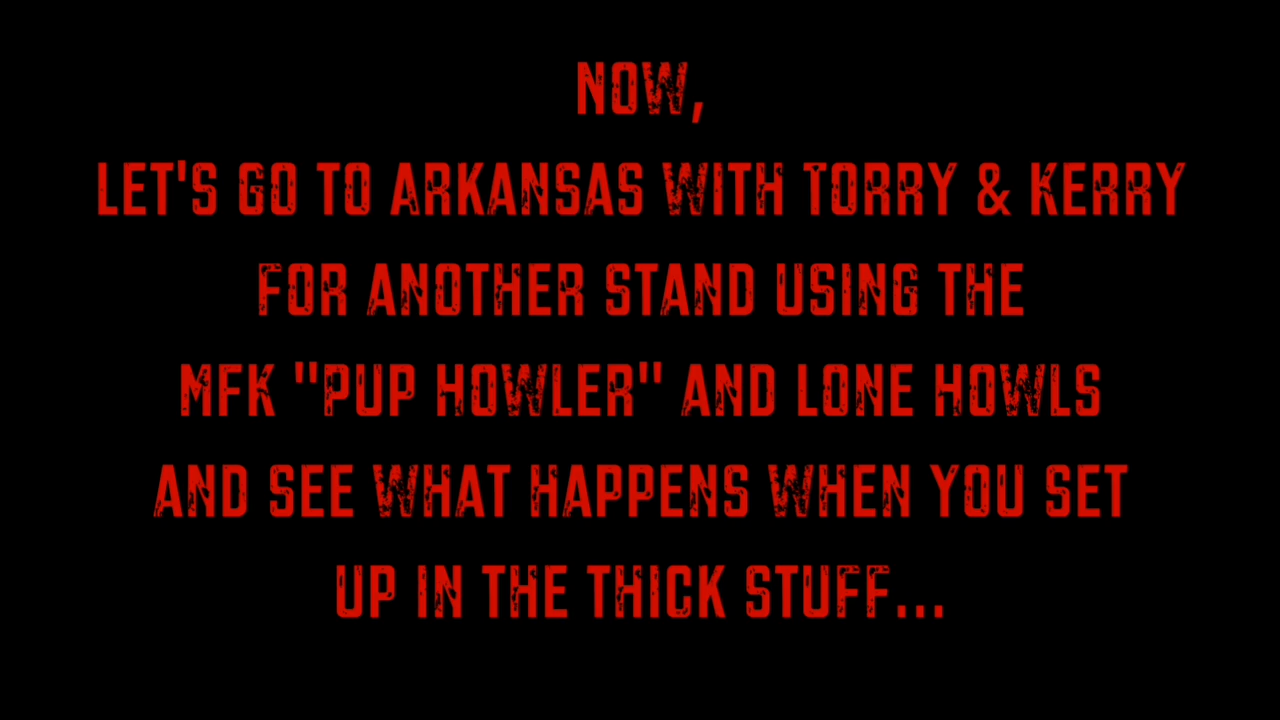 NOW,
LET'S GO TO ARKANSAS WITH TORRY & KERRY
FOR ANOTHER STAND USING THE
MFK "PUP HOWLER" AND LONE HOWLS
AND SEE WHAT HAPPENS WHEN YOU SET
UP IN THE THICK STUFF...